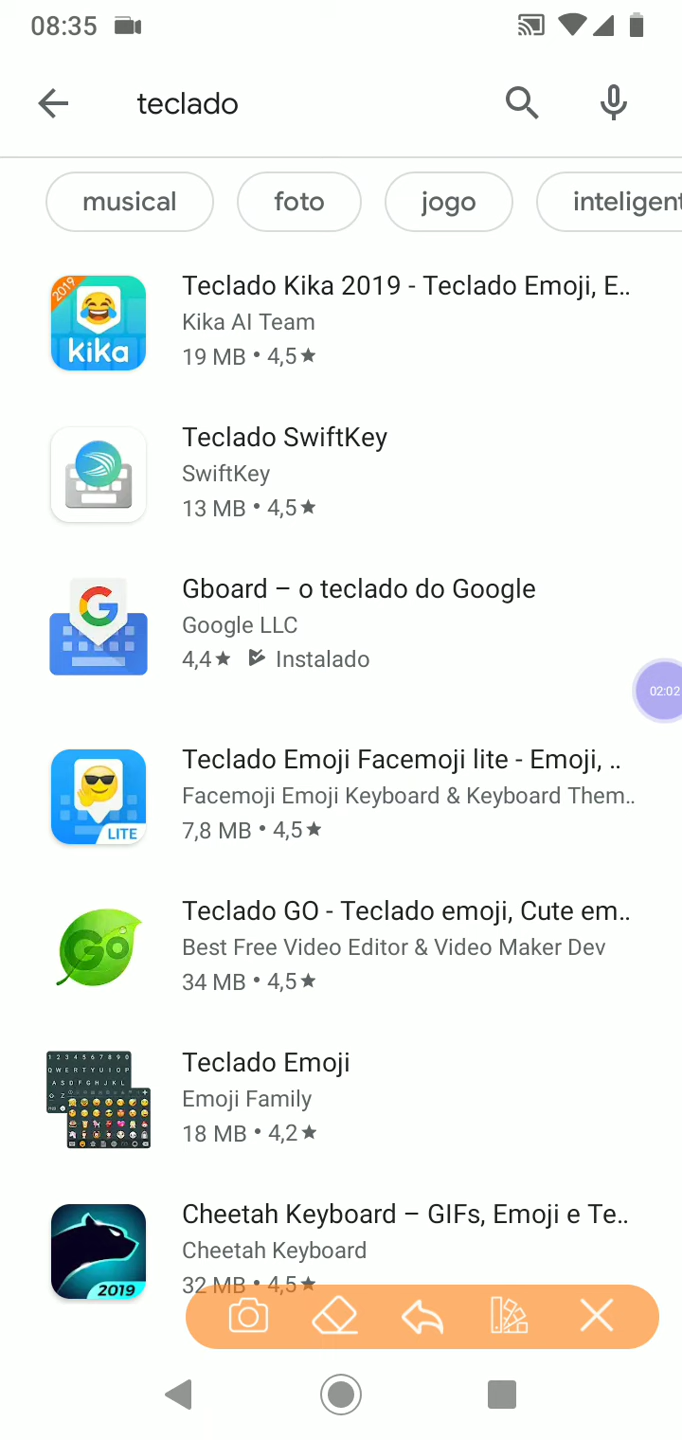 08:35
teclado
musical
foto
jogo
inteligent
2019
kika
Teclado Kika 2019 - Teclado Emoji, E..
Kika AI Team
19 MB • 4,5★
Teclado SwiftKey
SwiftKey
13 MB • 4,5★
Gboard – o teclado do Google
Google LLC
4,4★ Instalado
02:02
LITE
Teclado Emoji Facemoji lite - Emoji, ..
Facemoji Emoji Keyboard & Keyboard Them..
7,8 MB • 4,5★
Go
Teclado GO - Teclado emoji, Cute em..
Best Free Video Editor & Video Maker Dev
34 MB • 4,5★
Teclado Emoji
Emoji Family
18 MB • 4,2★
2019
Cheetah Keyboard – GIFs, Emoji e Te..
Cheetah Keyboard
32 MB • 4,5★